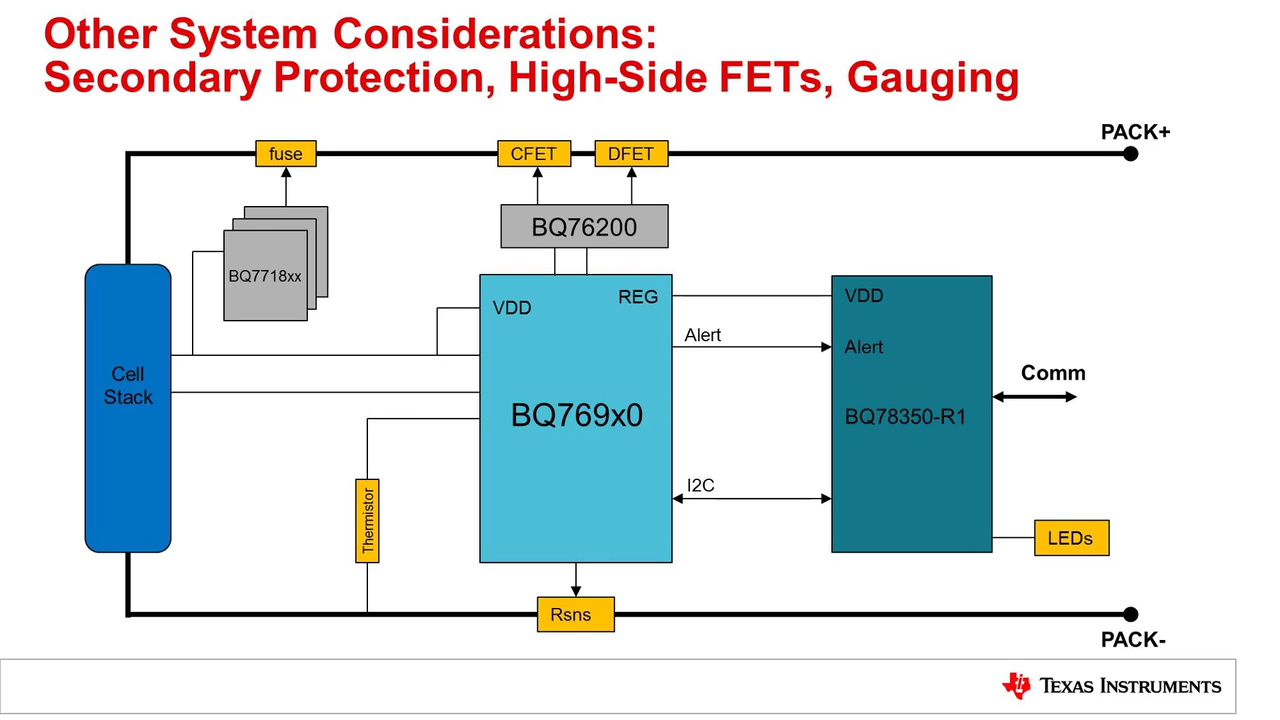 Other System Considerations:
Secondary Protection, High-Side FETs, Gauging
PACK+
fuse
CFET
DFET
BQ76200
BQ7718xx
VDD
REG
VDD
Alert
Alert
Cell
Stack
Comm
BQ769x0
BQ78350-R1
I2C
Thermistor
LEDs
Rsns
PACK-
TEXAS INSTRUMENTS